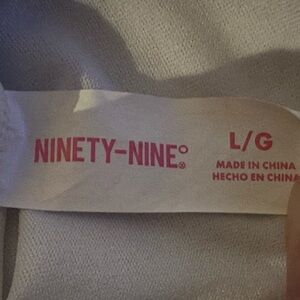 NINETY-NINE°
®
L/G
MADE IN CHINA
HECHO EN CHINA